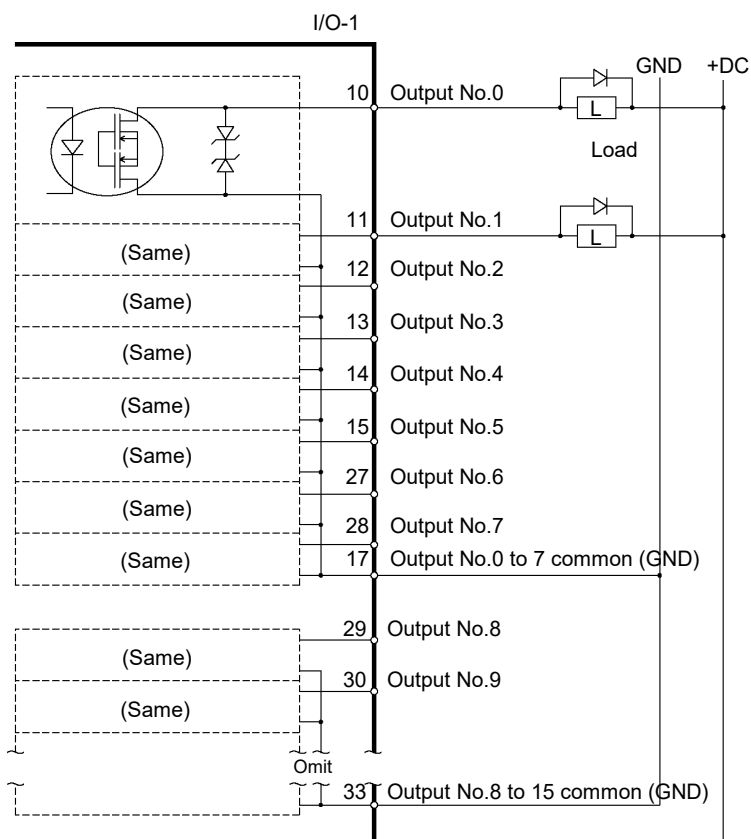 I/O-1
GND +DC
10 Output No.0
L
Load
11 Output No.1
L
(Same)
12 Output No.2
(Same)
13 Output No.3
(Same)
14 Output No.4
(Same)
15 Output No.5
(Same)
27 Output No.6
(Same)
28 Output No.7
(Same)
17 Output No.0 to 7 common (GND)
29 Output No.8
(Same)
30 Output No.9
(Same)
Omit
33 Output No.8 to 15 common (GND)